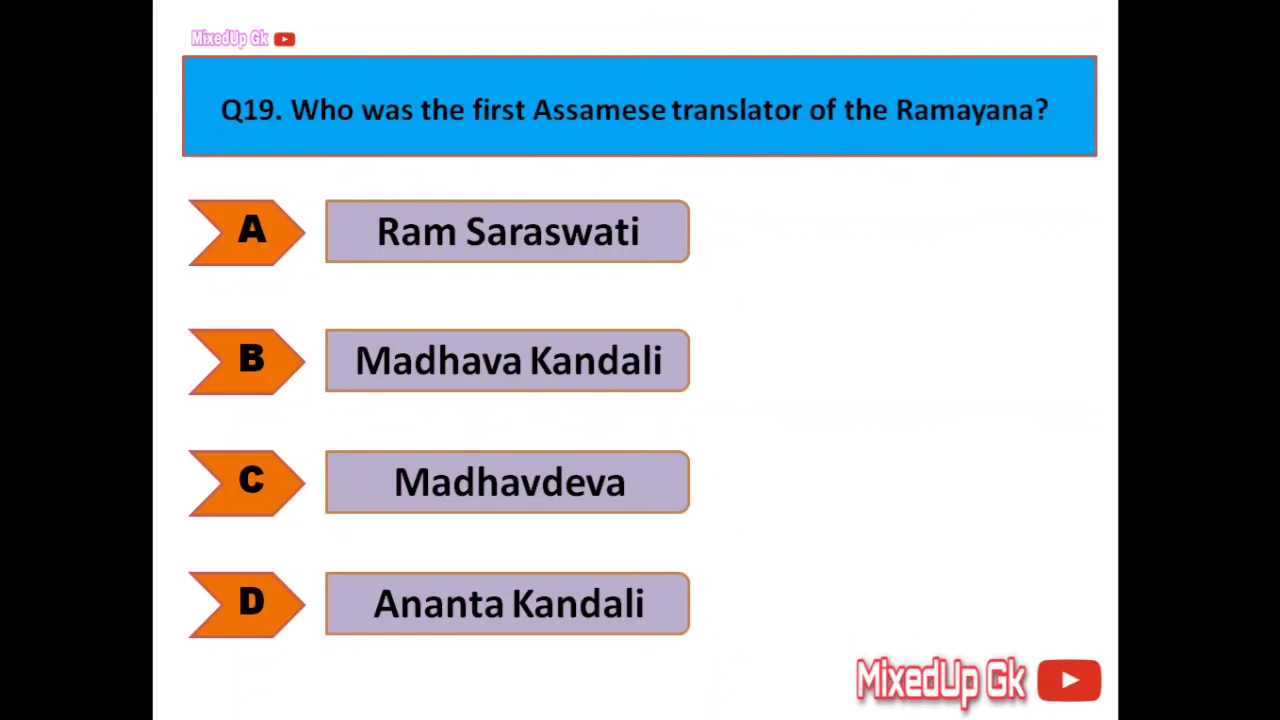 MixedUp Gk
Q19. Who was the first Assamese translator of the Ramayana?
A
Ram Saraswati
B
Madhava Kandali
C
Madhavdeva
D
Ananta Kandali
MixedUp Gk